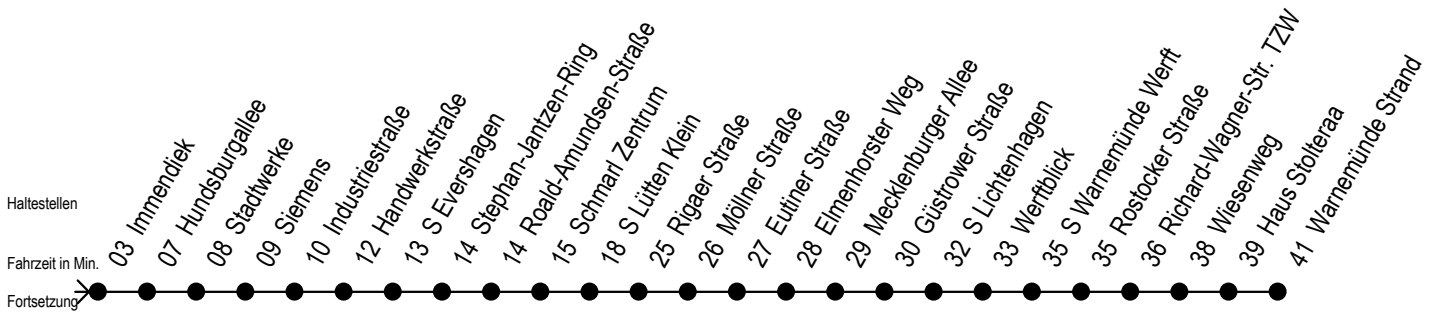 Haltestellen
Fahrzeit in Min.
Fortsetzung
03 Immendiek
07 Hundsburgallee
08 Stadtwerke
09 Siemens
10 Industriestraße
12 Handwerkstraße
13 S Evershagen
14 Stephan-Jantzen-Ring
14 Roald-Amundsen-Straße
15 Schmarl Zentrum
18 S Lütten Klein
25 Rigaer Straße
26 Möllner Straße
27 Eutiner Straße
28 Elmenhorster Weg
29 Mecklenburger Allee
30 Güstrower Straße
32 S Lichtenhagen
33 Werftblick
35 S Warnemünde Werft
35 Rostocker Straße
36 Richard-Wagner-Str. TZW
38 Wiesenweg
39 Haus Stolteraa
41 Warnemünde Strand